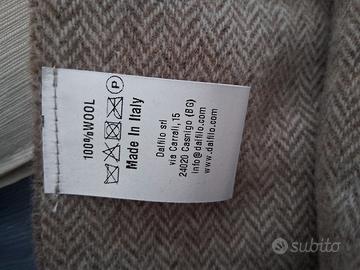 100%WOOL
P
Made in Italy
Dalfilo srl
via Carrali, 15
24020 Casnigo (BG)
info@dalfilo.com
www.dalfilo.com
subito